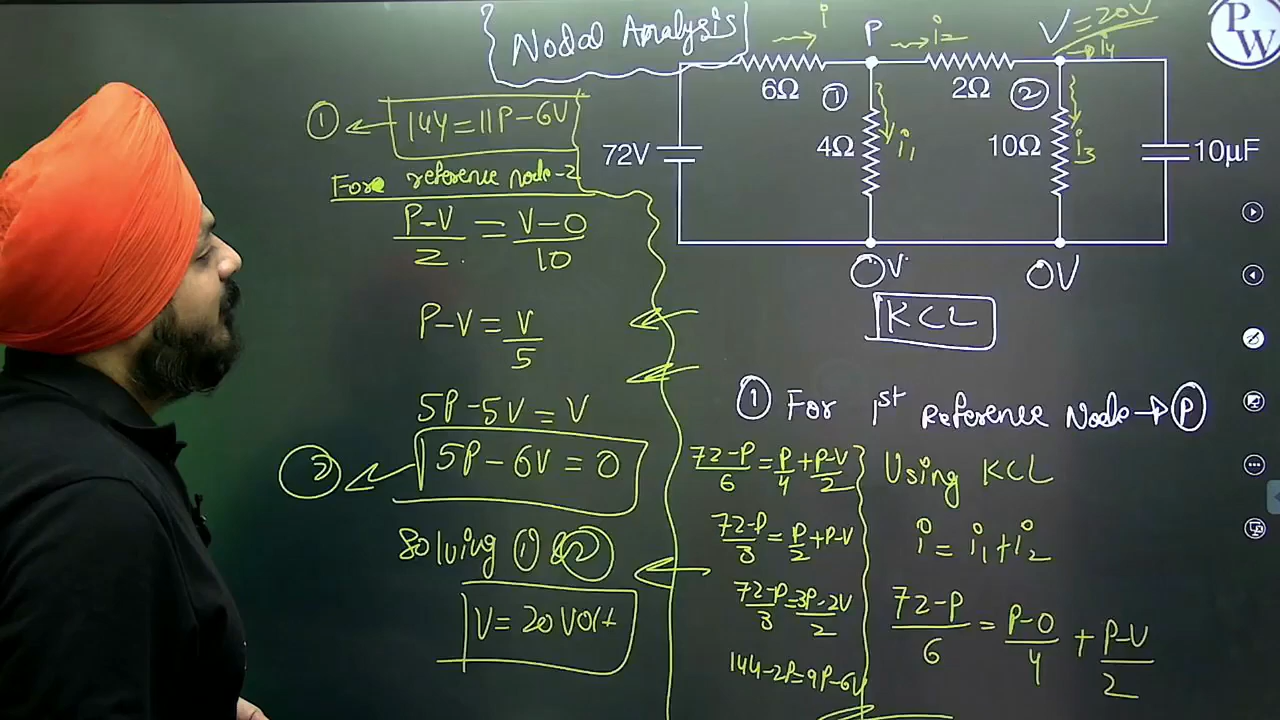 Nodal Analysis
i
P
i2
V = 20V
i4
PW
6Ω
①
2Ω
②
72V
4Ω
i1
10Ω
i3
10μF
0V
0V
KCL
① 144 = 11P - 6V
For reference node-2
P-V/2 = V-0/10
P-V = V/5
5P-5V = V
② 5P - 6V = 0
Solving ① & ②
V = 20 Volt
① For 1st Reference Node → P
72-P/6 = P/4 + P-V/2
72-P/3 = P/2 + P-V
72-P/3 = 3P-2V/2
144-2P = 9P-6V
Using KCL
i = i1 + i2
72-P/6 = P-0/4 + P-V/2